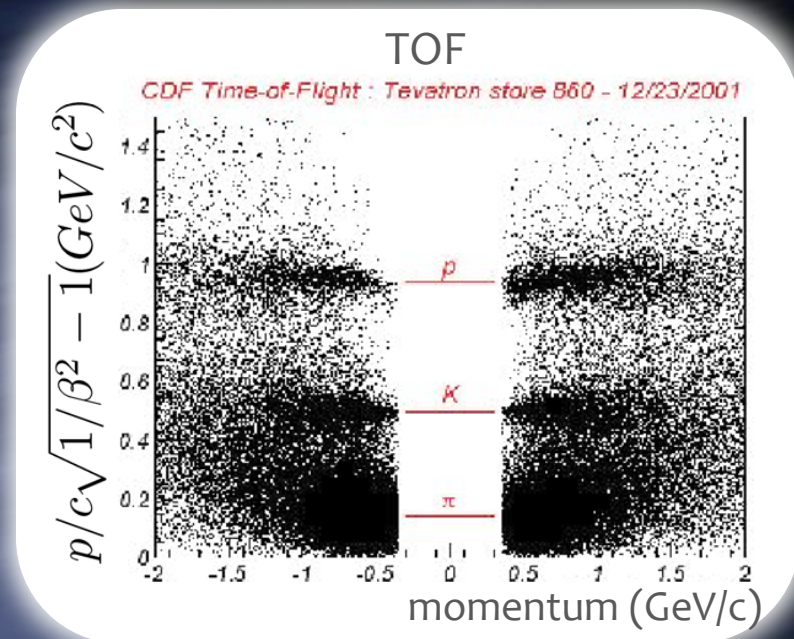 TOF
CDF Time-of-Flight : Tevatron store 860 - 12/23/2001
p/c√1/β² − 1(GeV/c²)
1.4
1.2
1
0.8
0.6
0.4
0.2
0
p
K
π
-2 -1.5 -1 -0.5 0 0.5 1 1.5 2
momentum (GeV/c)